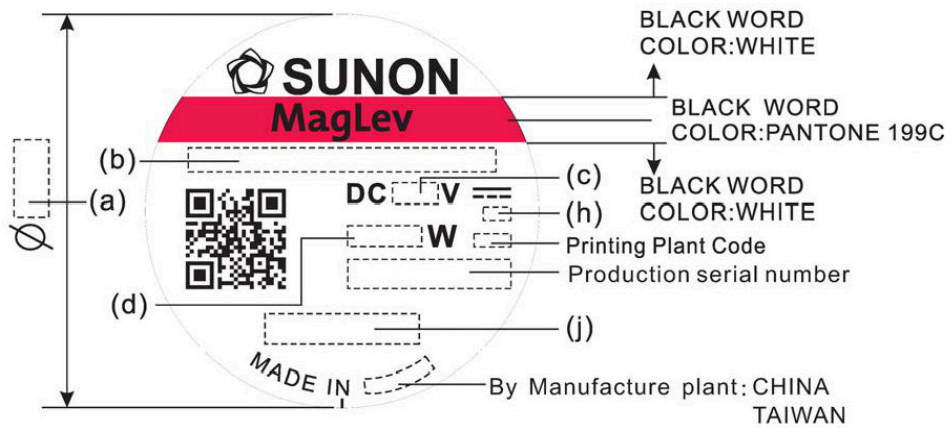 BLACK WORD
COLOR:WHITE
SUNON
MagLev
BLACK WORD
COLOR:PANTONE 199C
(b)
(c)
DC V
BLACK WORD
COLOR:WHITE
(a)
(h)
Ø
W
Printing Plant Code
Production serial number
(d)
(j)
MADE IN
By Manufacture plant: CHINA
TAIWAN